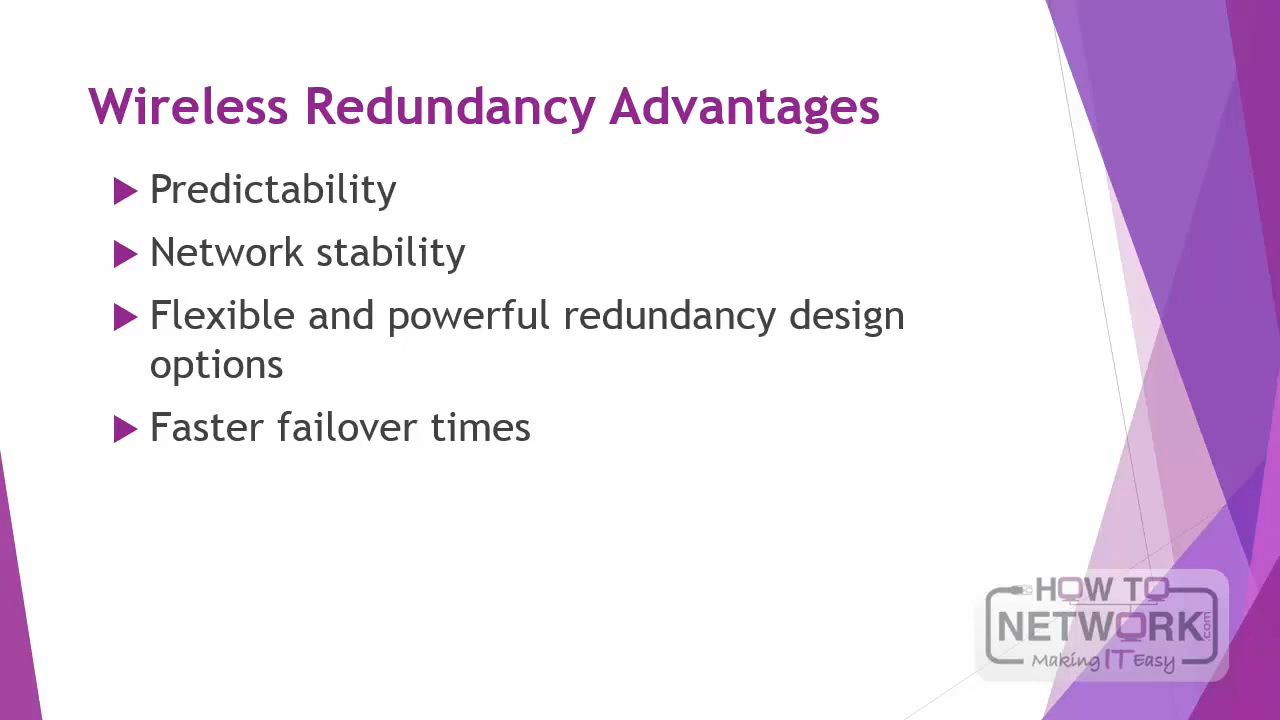 Wireless Redundancy Advantages
Predictability
Network stability
Flexible and powerful redundancy design
options
Faster failover times
HOW TO
NETWORK.com
Making IT Easy